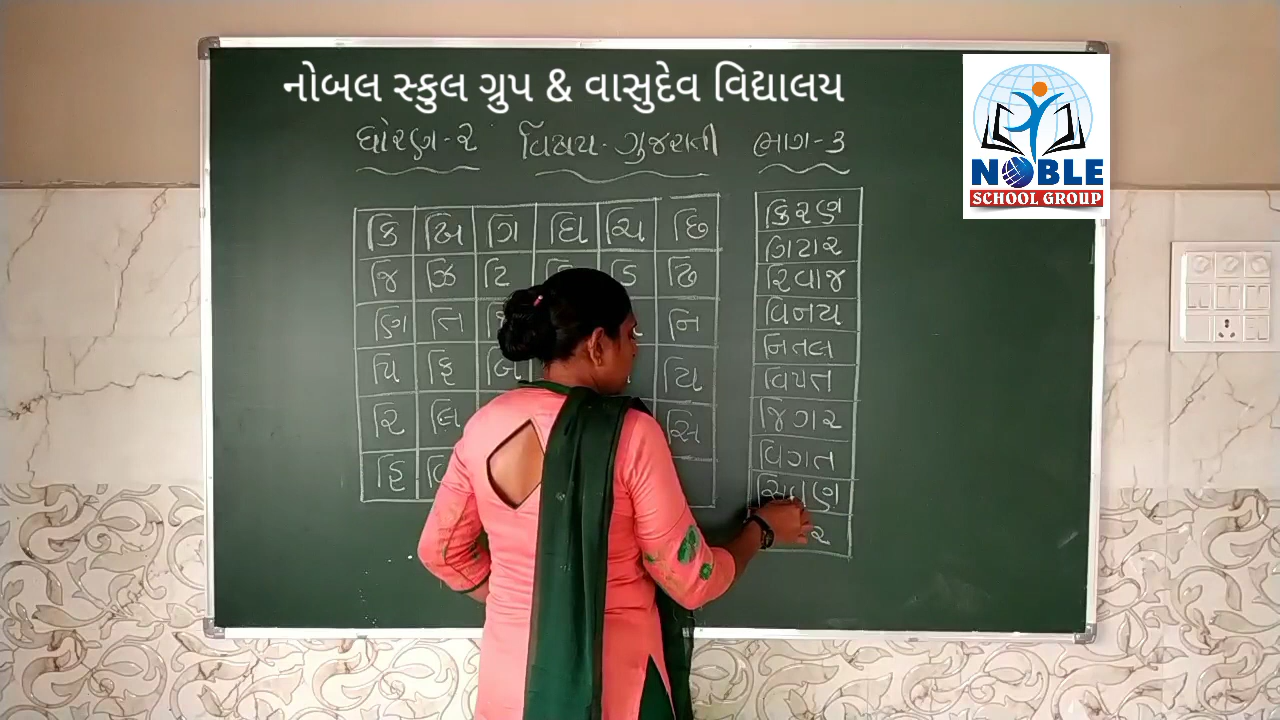 નોબલ સ્કુલ ગ્રુપ & વાસુદેવ વિદ્યાલય
NOBLE
SCHOOL GROUP
ધોરણ-૨ વિષય- ગુજરાતી ભાગ-૩
કિ ખિ ગિ ઘિ ચિ છિ
જિ ઝિ ટિ ઢિ
ણિ તિ નિ
પિ ફિ બિ યિ
રિ લિ સિ
હિ
કિરણ
ગિટાર
રિવાજ
વિનય
નિતલ
વિપત
જિગર
વિગત